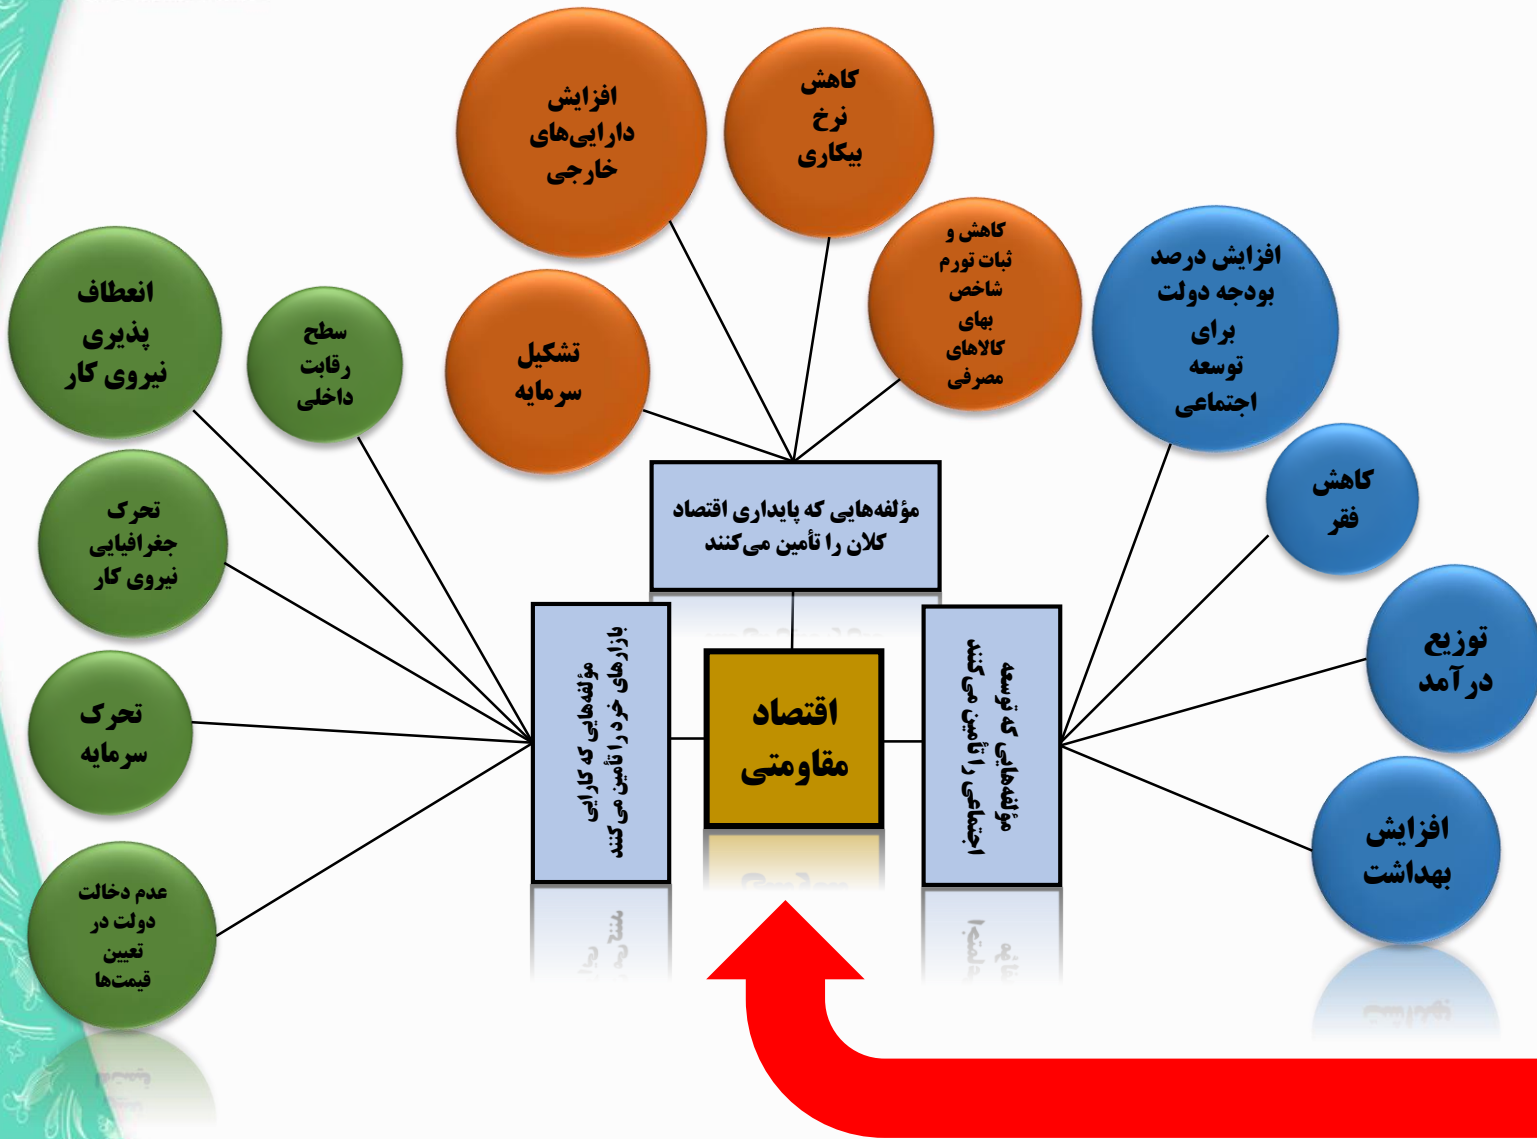 افزایش
دارایی‌های
خارجی
کاهش
نرخ
بیکاری
کاهش و
ثبات تورم
شاخص
بهای
کالاهای
مصرفی
تشکیل
سرمایه
افزایش درصد
بودجه دولت
برای
توسعه
اجتماعی
کاهش
فقر
توزیع
درآمد
افزایش
بهداشت
انعطاف
پذیری
نیروی کار
سطح
رقابت
داخلی
تحرک
جغرافیایی
نیروی کار
تحرک
سرمایه
عدم دخالت
دولت در
تعیین
قیمت‌ها
مؤلفه‌هایی که پایداری اقتصاد
کلان را تأمین می‌کنند
مؤلفه‌هایی که توسعه
اجتماعی را تأمین می‌کنند
اقتصاد
مقاومتی
مؤلفه‌هایی که کارایی
بازارهای خرد را تأمین می‌کنند